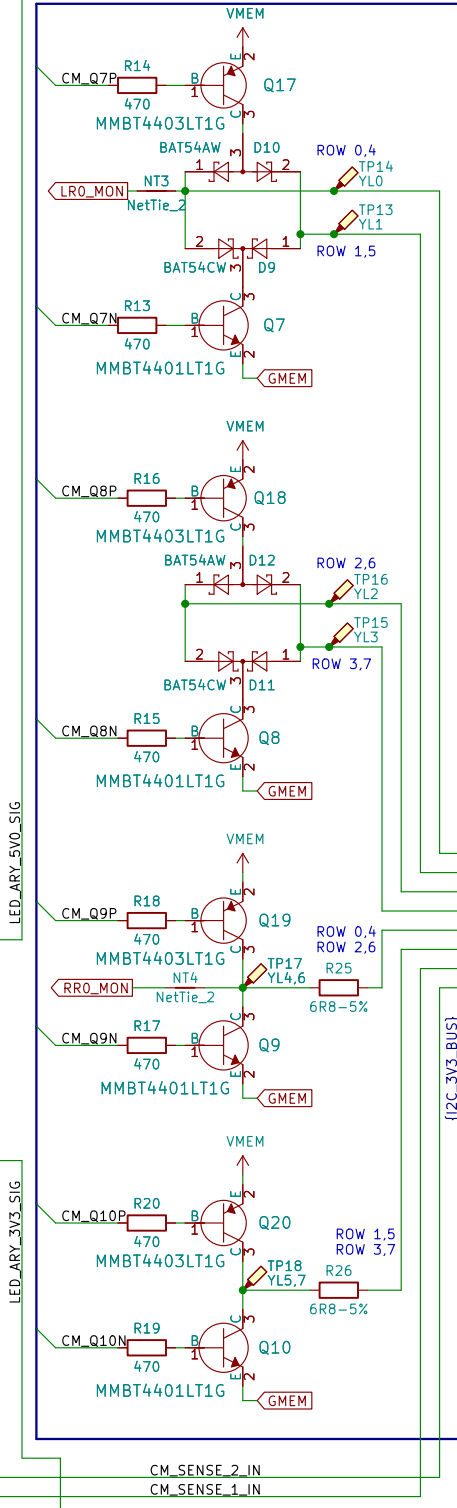 VMEM
E
2
R14
CM_Q7P
B
1
Q17
470
C
3
MMBT4403LT1G
BAT54AW
3
D10
ROW 0,4
1
2
TP14
YL0
LR0_MON
NT3
NetTie_2
TP13
YL1
2
1
ROW 1,5
BAT54CW
3
D9
R13
C
3
CM_Q7N
B
1
Q7
470
E
2
MMBT4401LT1G
GMEM
VMEM
E
2
R16
CM_Q8P
B
1
Q18
470
C
3
MMBT4403LT1G
BAT54AW
3
D12
ROW 2,6
1
2
TP16
YL2
TP15
YL3
2
1
ROW 3,7
BAT54CW
3
D11
R15
C
3
CM_Q8N
B
1
Q8
470
E
2
MMBT4401LT1G
GMEM
LED_ARY_5V0_SIG
VMEM
E
2
R18
CM_Q9P
B
1
Q19
470
C
3
MMBT4403LT1G
ROW 0,4
ROW 2,6
TP17
YL4,6
R25
6R8-5%
RR0_MON
NT4
NetTie_2
R17
C
3
CM_Q9N
B
1
Q9
470
E
2
MMBT4401LT1G
GMEM
{I2C_3V3_BUS}
VMEM
LED_ARY_3V3_SIG
E
2
R20
CM_Q10P
B
1
Q20
470
C
3
MMBT4403LT1G
ROW 1,5
ROW 3,7
TP18
YL5,7
R26
6R8-5%
R19
C
3
CM_Q10N
B
1
Q10
470
E
2
MMBT4401LT1G
GMEM
CM_SENSE_2_IN
CM_SENSE_1_IN